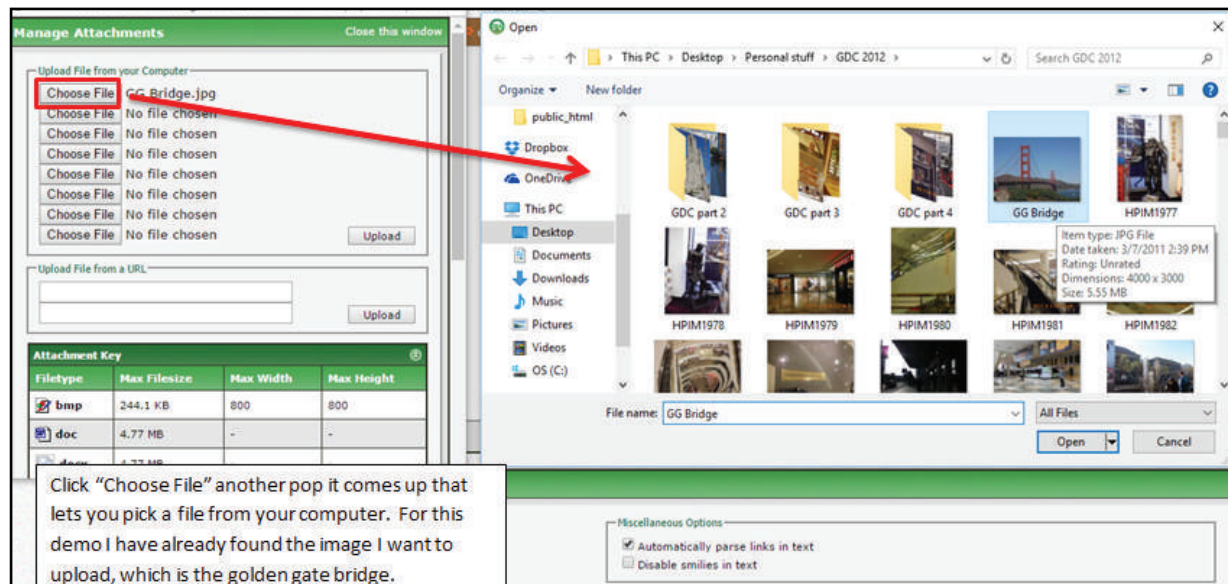 Manage Attachments Close this window
Upload File from your Computer
Choose File GG Bridge.jpg
Choose File No file chosen
Choose File No file chosen
Choose File No file chosen
Choose File No file chosen
Choose File No file chosen
Choose File No file chosen
Choose File No file chosen
Upload
Upload File from a URL
Upload
Attachment Key
Filetype Max Filesize Max Width Max Height
bmp 244.1 KB 800 800
doc 4.77 MB - -
docx 4.77 MB
Click “Choose File” another pop it comes up that
lets you pick a file from your computer. For this
demo I have already found the image I want to
upload, which is the golden gate bridge.
Open
This PC > Desktop > Personal stuff > GDC 2012 >
Search GDC 2012
Organize New folder
public_html
Dropbox
OneDrive
This PC
Desktop
Documents
Downloads
Music
Pictures
Videos
OS (C:)
GDC part 2 GDC part 3 GDC part 4 GG Bridge HPIM1977
Item type: JPG File
Date taken: 3/7/2011 2:39 PM
Rating: Unrated
Dimensions: 4000 x 3000
Size: 5.55 MB
HPIM1978 HPIM1979 HPIM1980 HPIM1981 HPIM1982
File name: GG Bridge All Files
Open Cancel
Miscellaneous Options
Automatically parse links in text
Disable smilies in text